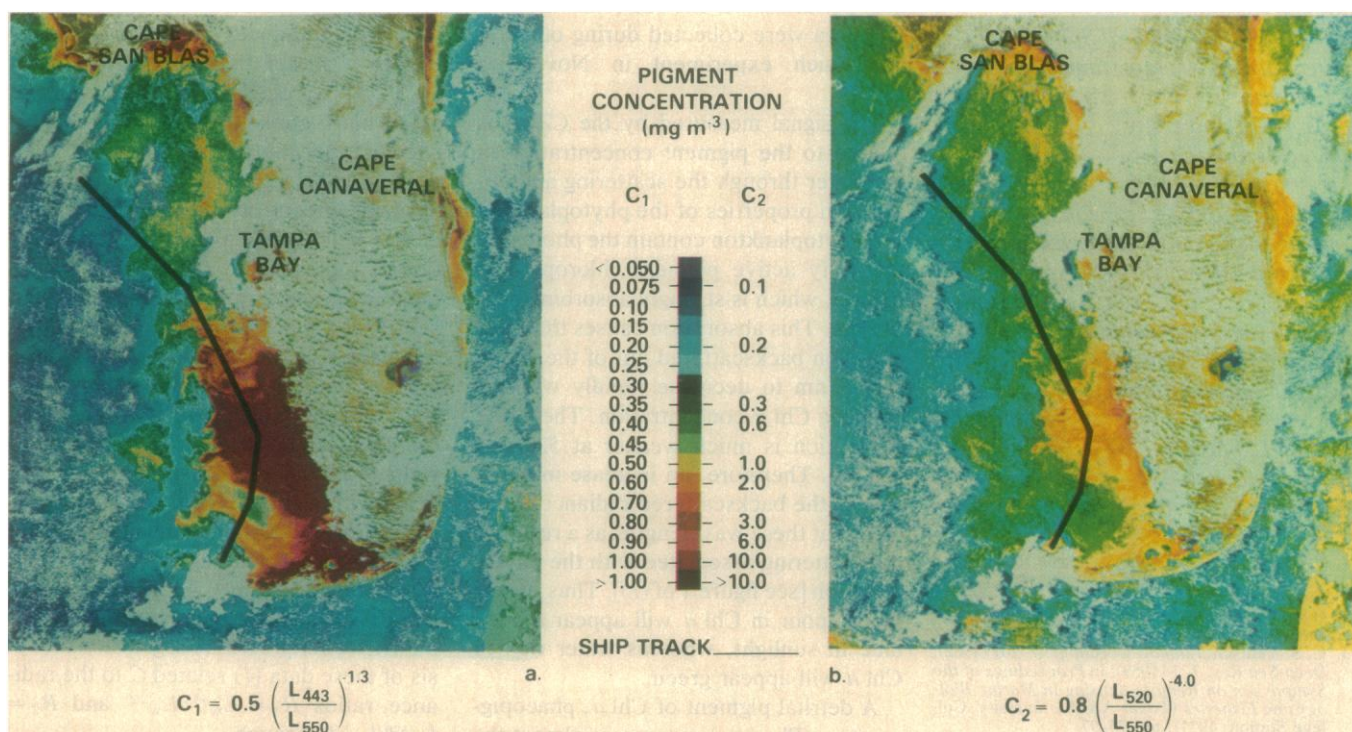 CAPE
SAN BLAS
CAPE
CANAVERAL
TAMPA
BAY
PIGMENT
CONCENTRATION
(mg m³)
C₁ C₂
0.050
0.075 0.1
0.10
0.15
0.20 0.2
0.25
0.30
0.35 0.3
0.40 0.6
0.45
0.50 1.0
0.60 2.0
0.70
0.80 3.0
0.90 6.0
1.00 10.0
>1.00 >10.0
SHIP TRACK
CAPE
SAN BLAS
CAPE
CANAVERAL
TAMPA
BAY
a.
C₁ = 0.5 (L₄₄₃/L₅₅₀)⁻¹·³
b.
C₂ = 0.8 (L₅₂₀/L₅₅₀)⁻⁴·⁰